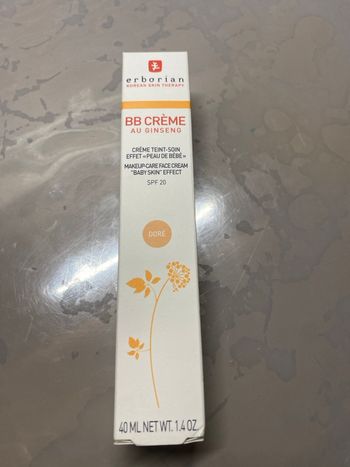 erborian
KOREAN SKIN THERAPY
BB CRÈME
AU GINSENG
CRÈME TEINT-SOIN
EFFET «PEAU DE BÉBÉ»
MAKEUP-CARE FACE CREAM
"BABY SKIN" EFFECT
SPF 20
DORÉ
40 ML NET WT. 1.4 OZ.